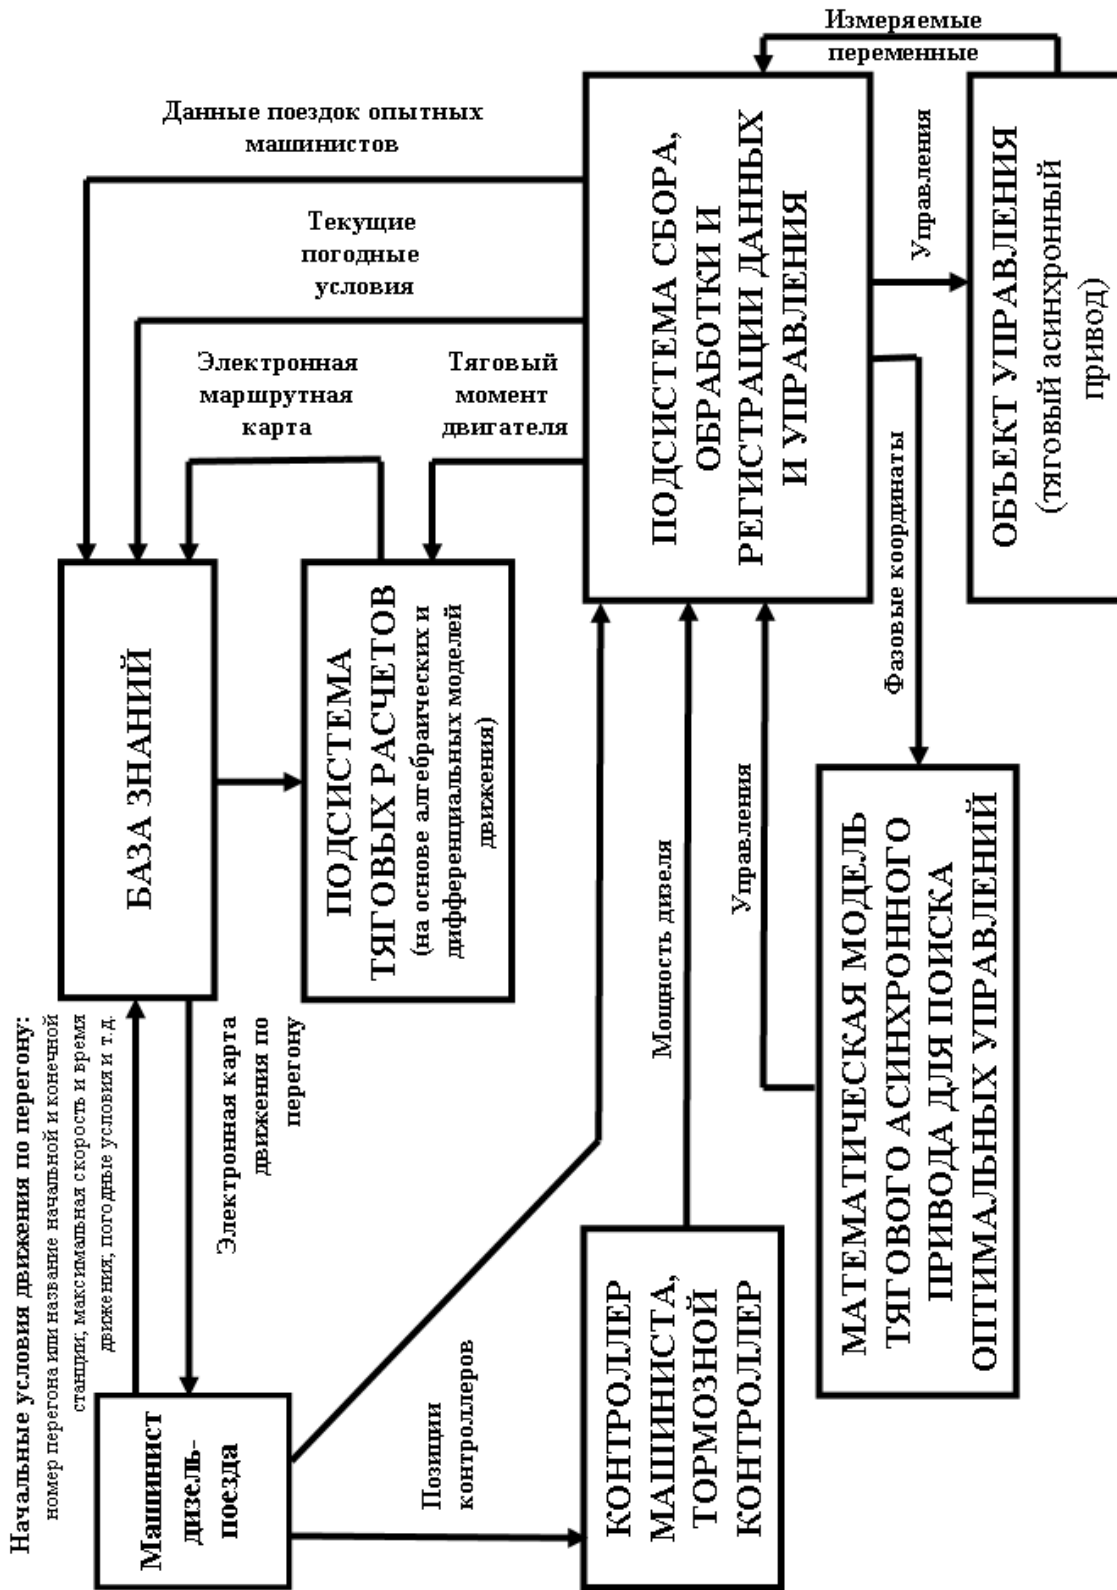 Начальные условия движения по перегону:
номер перегона или название начальной и конечной
станции; максимальная скорость и время
движения; погодные условия и т.д.
Машинист
дизель-
поезда
Электронная карта
движения по
перегону
БАЗА ЗНАНИЙ
Данные поездок опытных
машинистов
Текущие
погодные
условия
Электронная
маршрутная
карта
Тяговый
момент
двигателя
ПОДСИСТЕМА
ТЯГОВЫХ РАСЧЕТОВ
(на основе алгебраических и
дифференциальных моделей
движения)
Позиции
контроллеров
КОНТРОЛЛЕР
МАШИНИСТА,
ТОРМОЗНОЙ
КОНТРОЛЛЕР
Мощность дизеля
Управления
ПОДСИСТЕМА СБОРА,
ОБРАБОТКИ И
РЕГИСТРАЦИИ ДАННЫХ
И УПРАВЛЕНИЯ
Измеряемые
переменные
Управления
Фазовые координаты
МАТЕМАТИЧЕСКАЯ МОДЕЛЬ
ТЯГОВОГО АСИНХРОННОГО
ПРИВОДА ДЛЯ ПОИСКА
ОПТИМАЛЬНЫХ УПРАВЛЕНИЙ
ОБЪЕКТ УПРАВЛЕНИЯ
(тяговый асинхронный
привод)